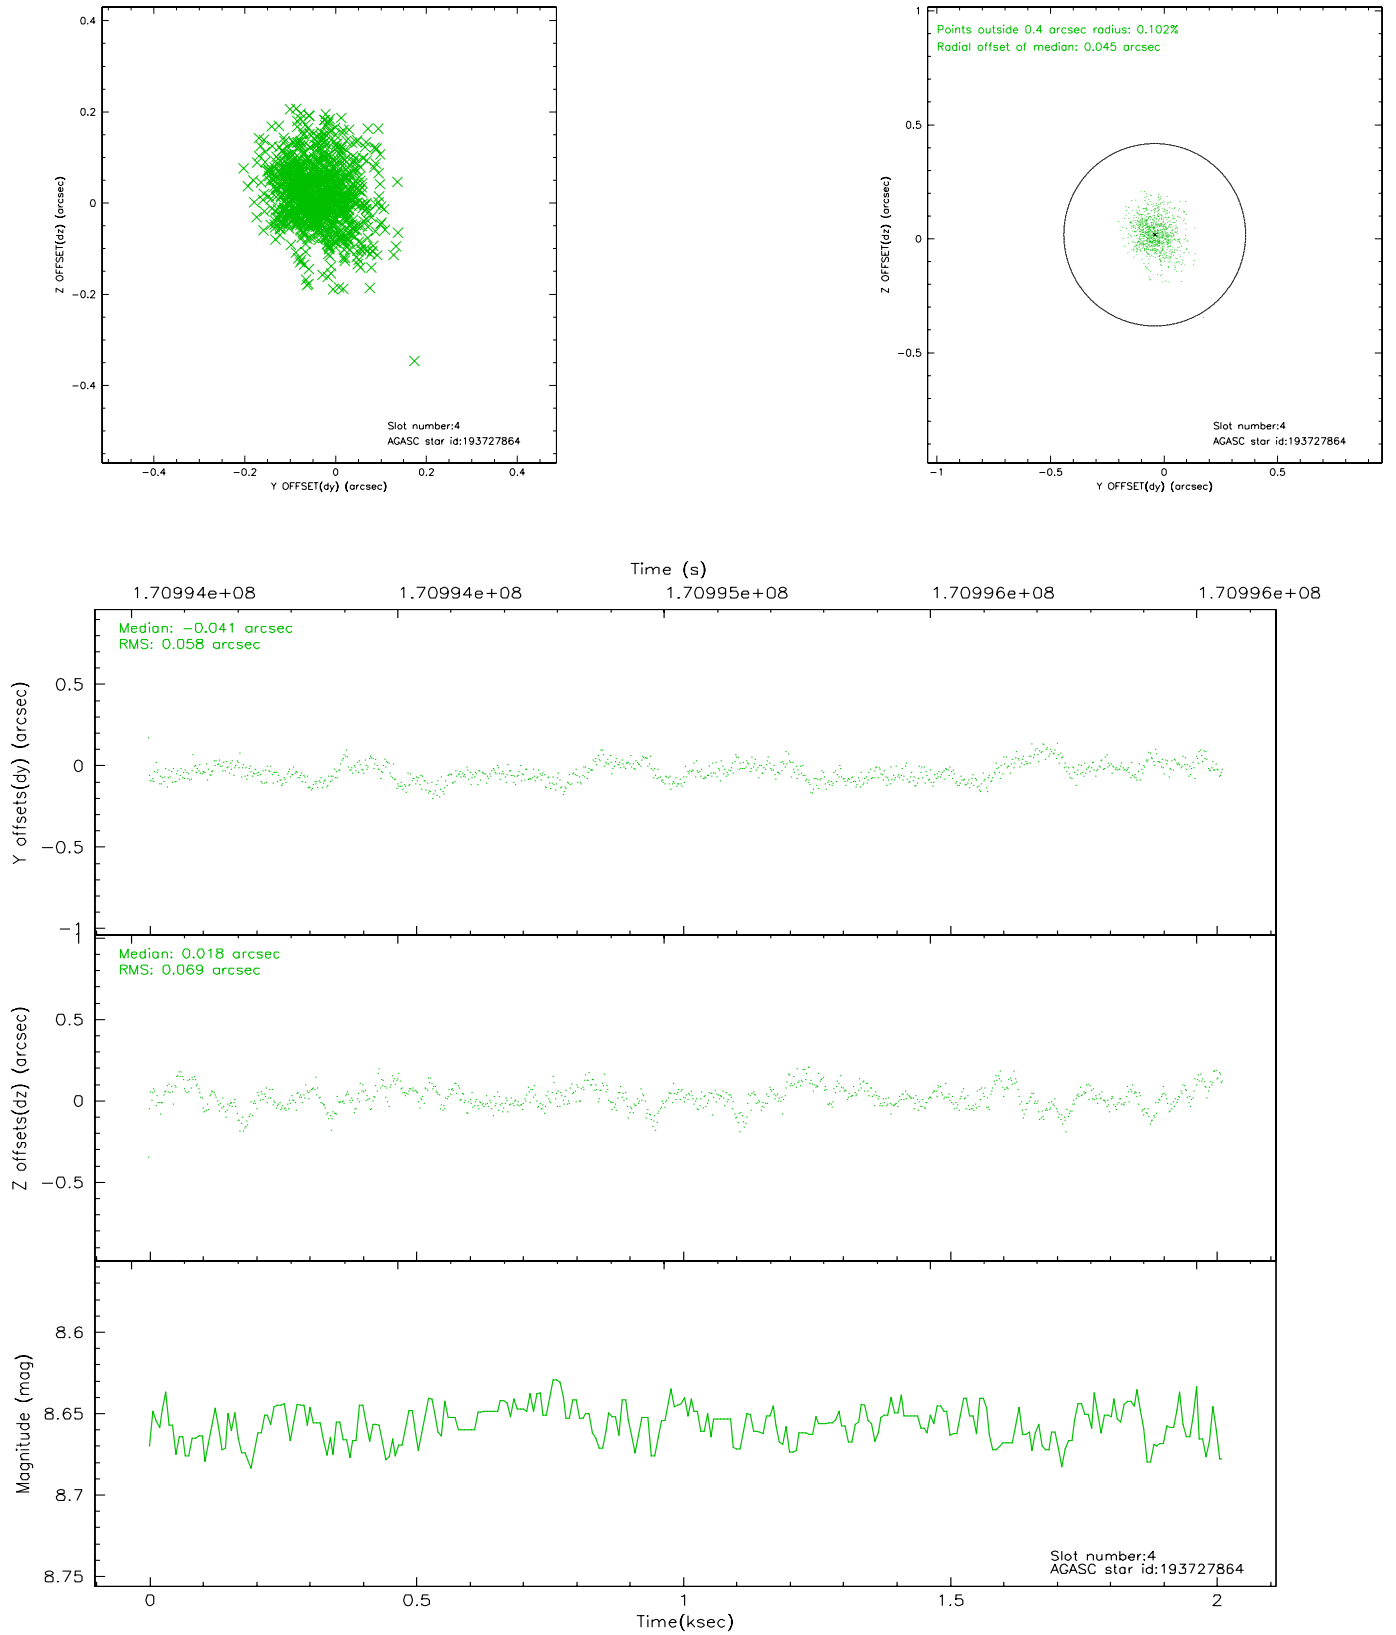 0.4
0.2
0
−0.2
−0.4
Z OFFSET(dz) (arcsec)
Slot number:4
AGASC star id:193727864
−0.4
−0.2
0
0.2
0.4
Y OFFSET(dy) (arcsec)
Points outside 0.4 arcsec radius: 0.102%
Radial offset of median: 0.045 arcsec
1
0.5
0
−0.5
Z OFFSET(dz) (arcsec)
Slot number:4
AGASC star id:193727864
−1
−0.5
0
0.5
Y OFFSET(dy) (arcsec)
Time (s)
1.70994e+08
1.70994e+08
1.70995e+08
1.70996e+08
1.70996e+08
Median: −0.041 arcsec
RMS: 0.058 arcsec
0.5
0
−0.5
−1
Y offsets(dy) (arcsec)
Median: 0.018 arcsec
RMS: 0.069 arcsec
1
0.5
0
−0.5
Z offsets(dz) (arcsec)
8.6
8.65
8.7
8.75
Magnitude (mag)
Slot number:4
AGASC star id:193727864
0
0.5
1
1.5
2
Time(ksec)